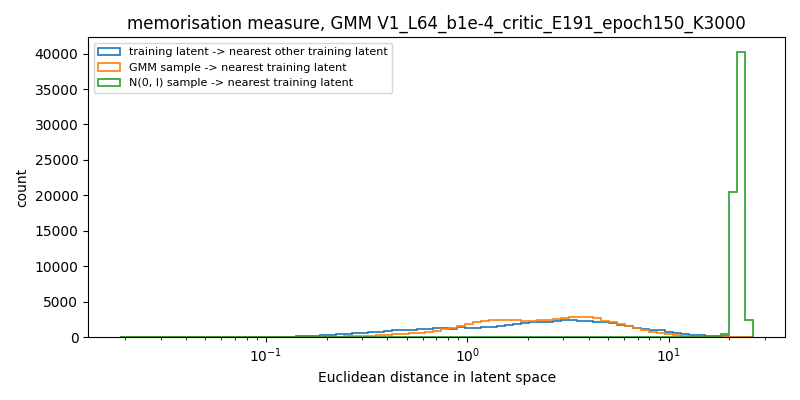 memorisation measure, GMM V1_L64_b1e-4_critic_E191_epoch150_K3000
training latent -> nearest other training latent
GMM sample -> nearest training latent
N(0, I) sample -> nearest training latent
count
40000
35000
30000
25000
20000
15000
10000
5000
0
10⁻¹ 10⁰ 10¹
Euclidean distance in latent space